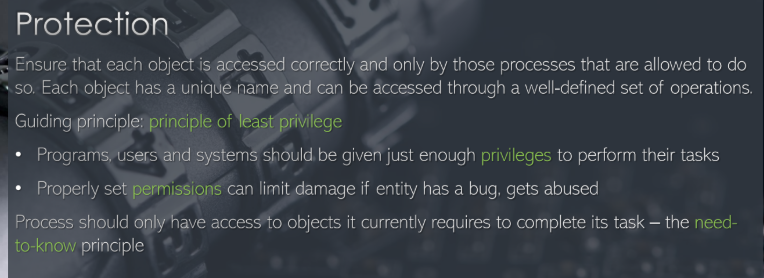 Protection
Ensure that each object is accessed correctly and only by those processes that are allowed to do
so. Each object has a unique name and can be accessed through a well-defined set of operations.
Guiding principle: principle of least privilege
• Programs, users and systems should be given just enough privileges to perform their tasks
• Properly set permissions can limit damage if entity has a bug, gets abused
Process should only have access to objects it currently requires to complete its task – the need-
to-know principle